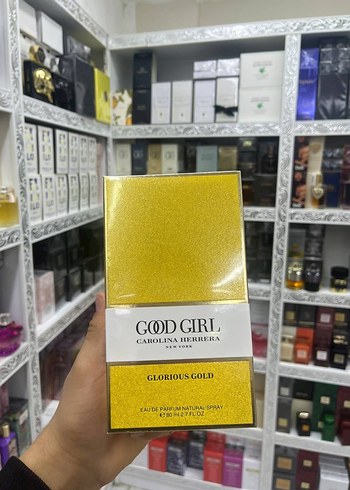 GOOD GIRL
CAROLINA HERRERA
NEW YORK
GLORIOUS GOLD
EAU DE PARFUM NATURAL SPRAY
℮ 80 ml 2.7 FL.OZ